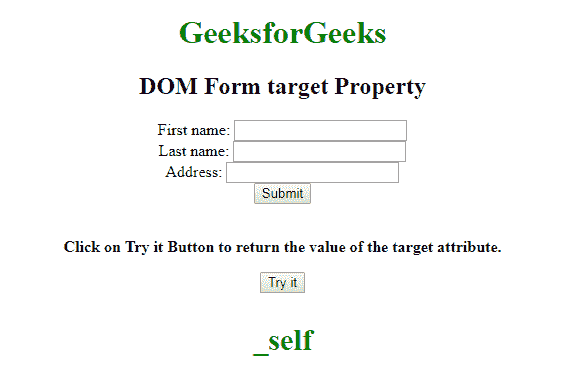 GeeksforGeeks
DOM Form target Property
First name:
Last name:
Address:
Submit
Click on Try it Button to return the value of the target attribute.
Try it
_self